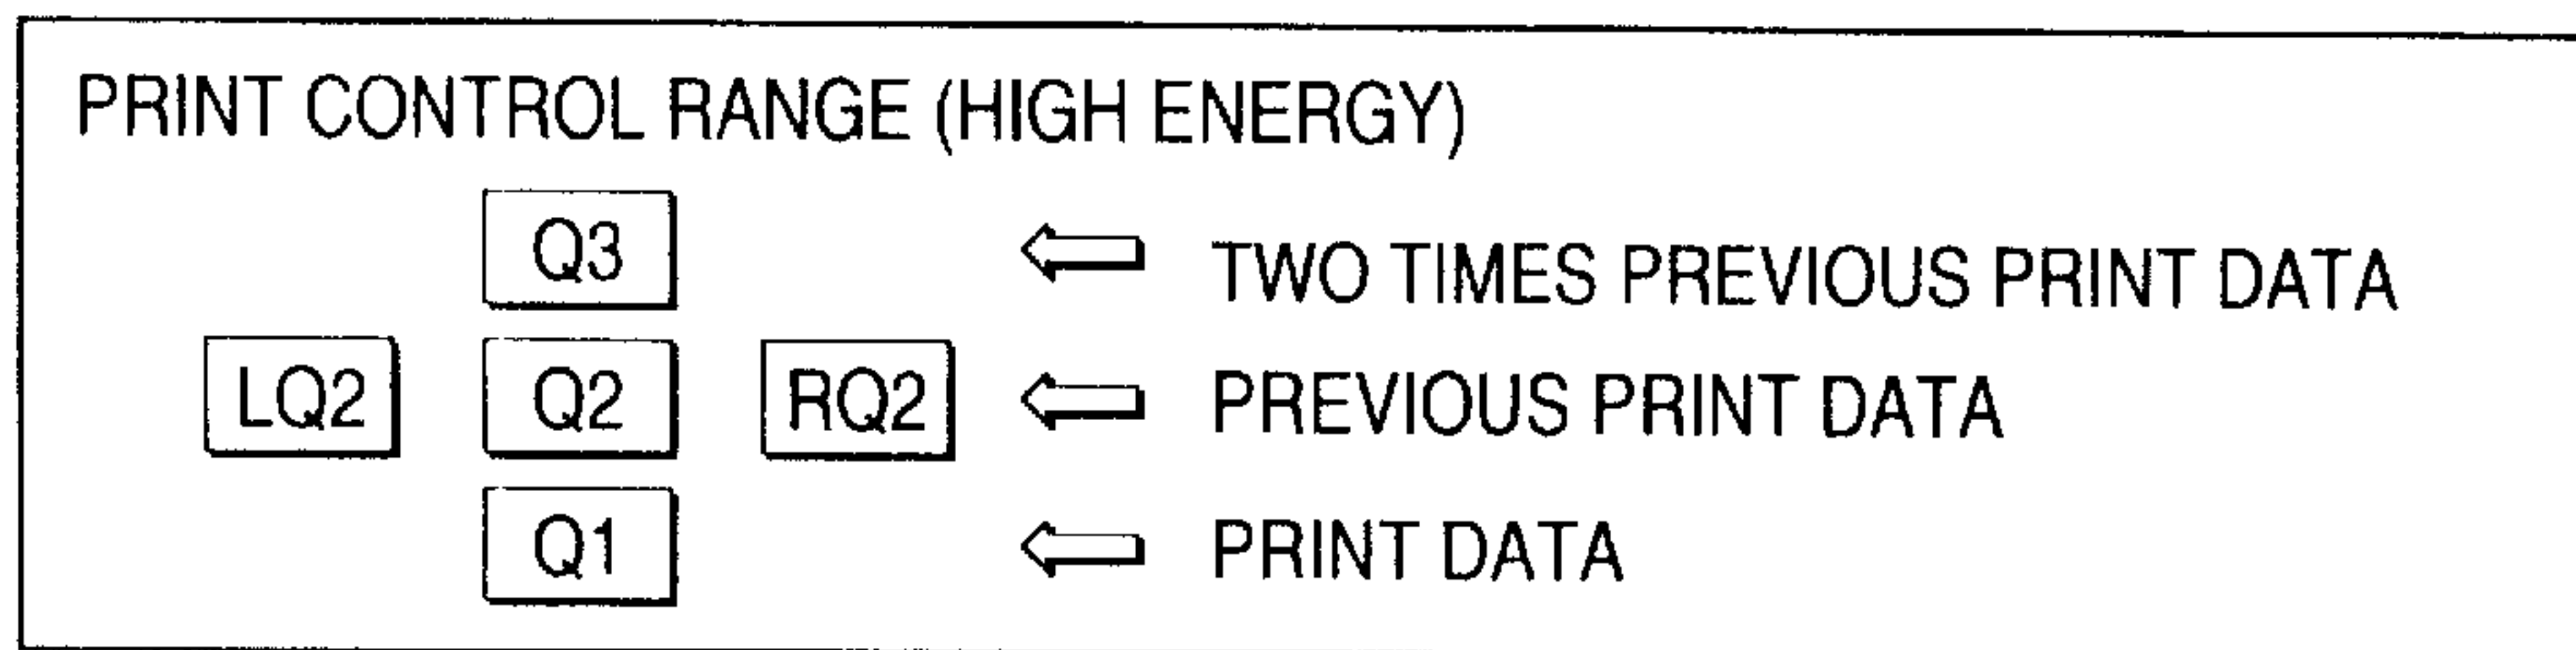 PRINT CONTROL RANGE (HIGH ENERGY)
Q3 TWO TIMES PREVIOUS PRINT DATA
LQ2 Q2 RQ2 PREVIOUS PRINT DATA
Q1 PRINT DATA